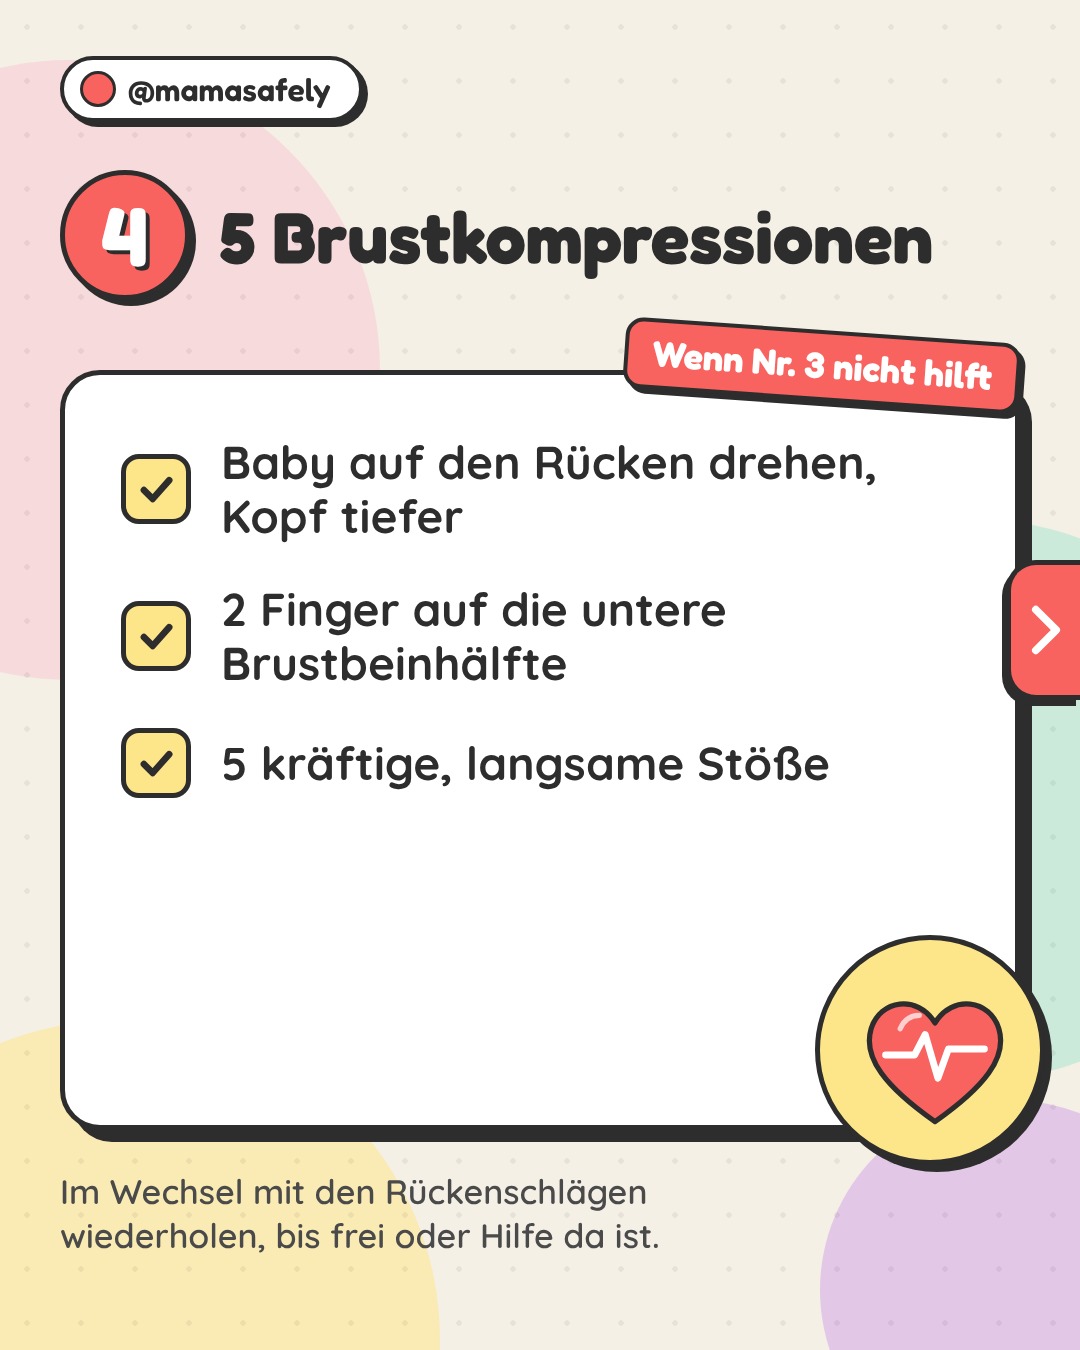 @mamasafely
4
5 Brustkompressionen
Wenn Nr. 3 nicht hilft
Baby auf den Rücken drehen,
Kopf tiefer
2 Finger auf die untere
Brustbeinhälfte
5 kräftige, langsame Stöße
Im Wechsel mit den Rückenschlägen
wiederholen, bis frei oder Hilfe da ist.